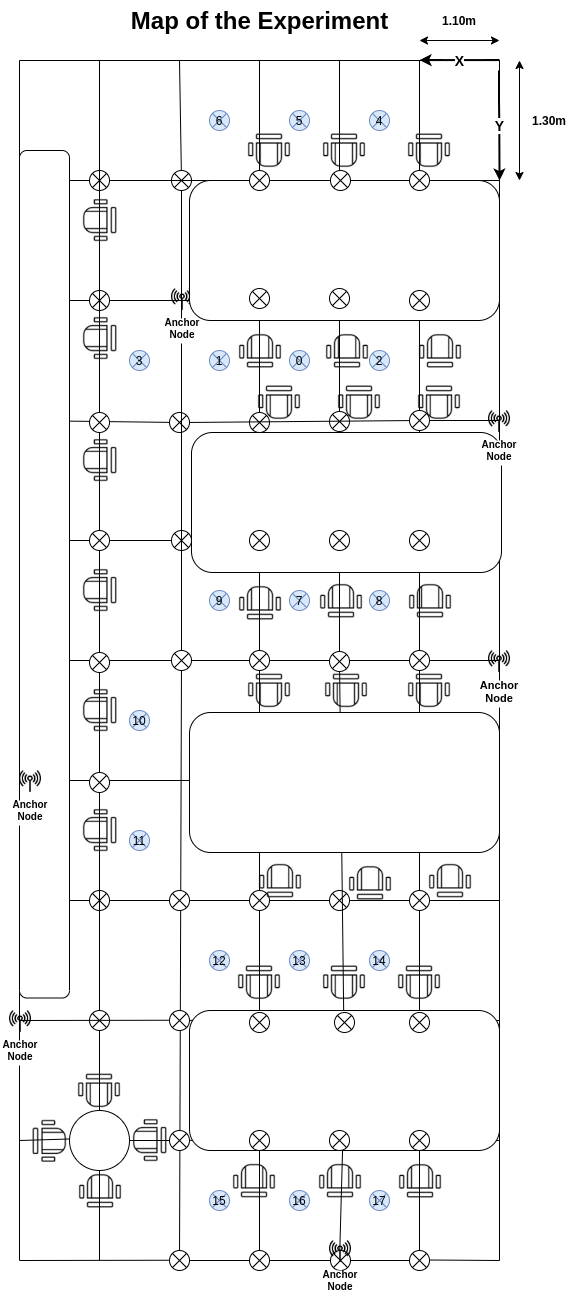 Map of the Experiment
1.10m
X
Y
1.30m
6
5
4
Anchor
Node
3
1
0
2
Anchor
Node
9
7
8
Anchor
Node
10
Anchor
Node
11
12
13
14
Anchor
Node
15
16
17
Anchor
Node